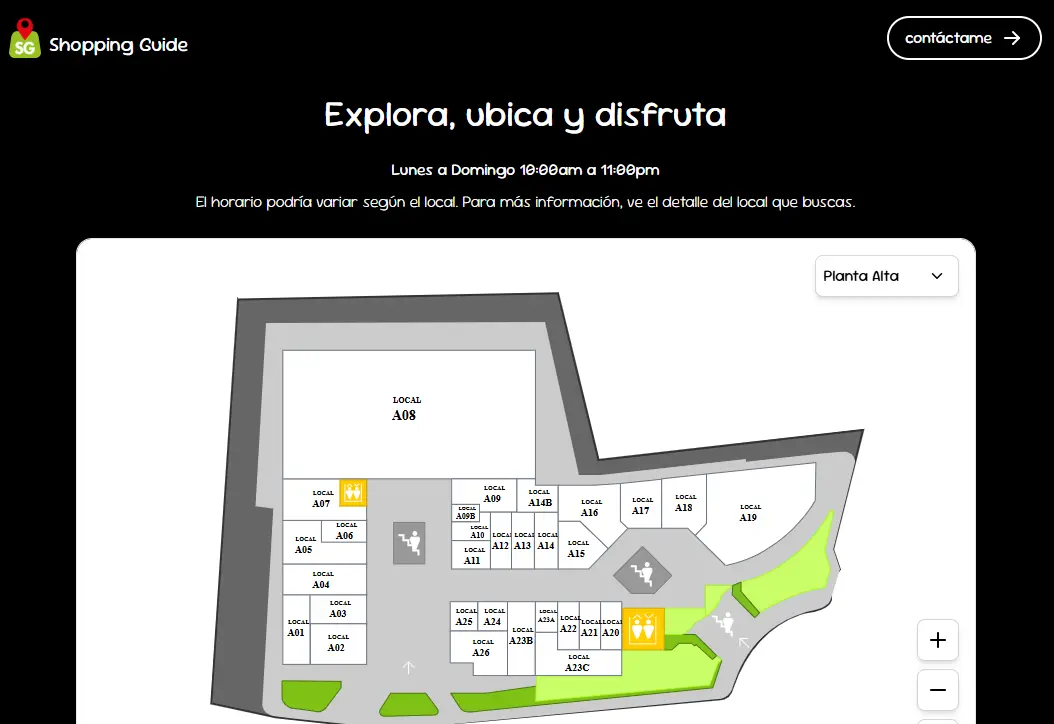 SG
Shopping Guide
contáctame
Explora, ubica y disfruta
Lunes a Domingo 10:00am a 11:00pm
El horario podría variar según el local. Para más información, ve el detalle del local que buscas.
Planta Alta
LOCAL
A08
LOCAL
A07
LOCAL
A06
LOCAL
A05
LOCAL
A04
LOCAL
A03
LOCAL
A01
LOCAL
A02
LOCAL
A09
LOCAL
A14B
LOCAL
A09B
LOCAL
A10
LOCAL
A11
LOCAL
A12
LOCAL
A13
LOCAL
A14
LOCAL
A15
LOCAL
A16
LOCAL
A17
LOCAL
A18
LOCAL
A19
LOCAL
A25
LOCAL
A24
LOCAL
A23A
LOCAL
A22
LOCAL
A21
LOCAL
A20
LOCAL
A23B
LOCAL
A26
LOCAL
A23C